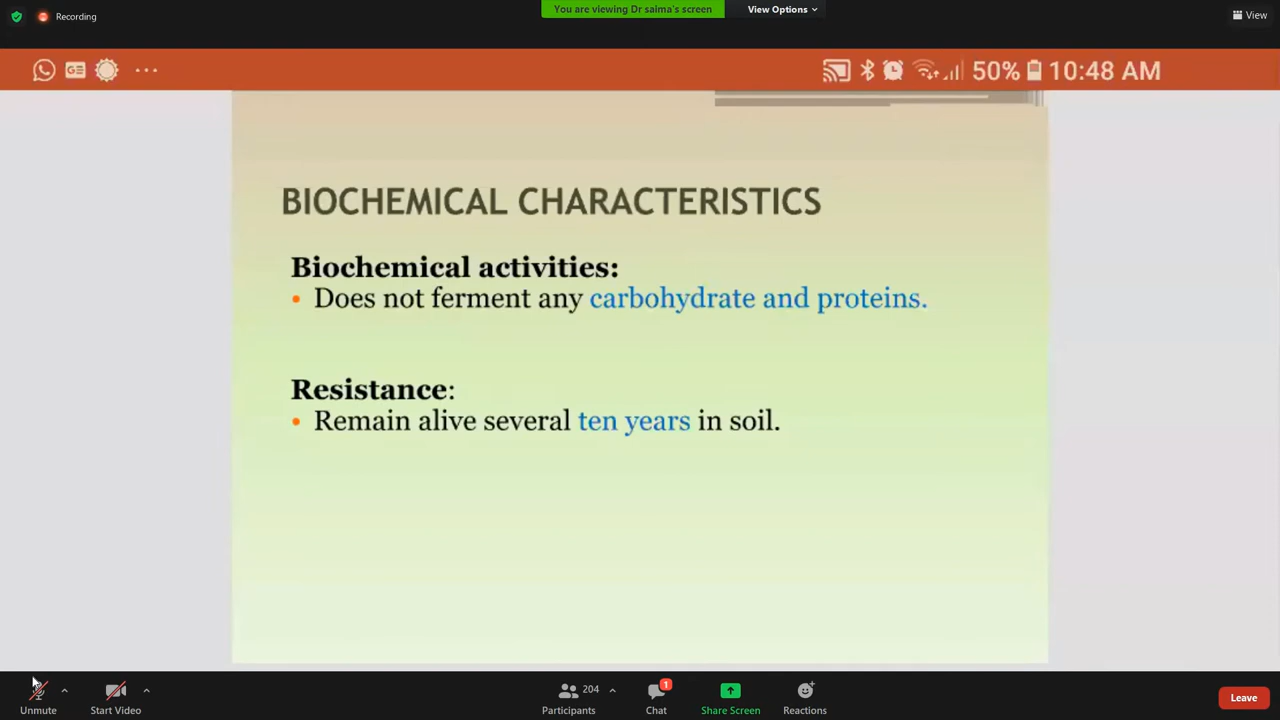 Recording
You are viewing Dr saima's screen
View Options
View
GE
50% 10:48 AM
BIOCHEMICAL CHARACTERISTICS
Biochemical activities:
• Does not ferment any carbohydrate and proteins.
Resistance:
• Remain alive several ten years in soil.
Unmute
Start Video
204
Participants
1
Chat
Share Screen
Reactions
Leave